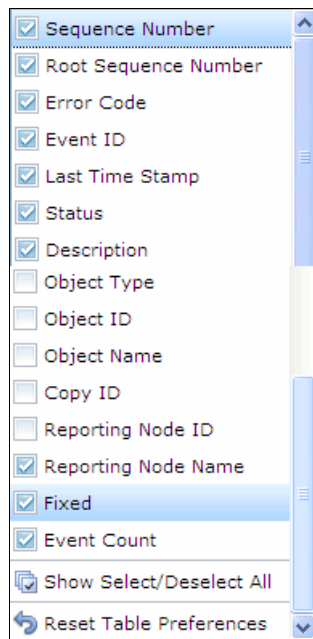 Sequence Number
Root Sequence Number
Error Code
Event ID
Last Time Stamp
Status
Description
Object Type
Object ID
Object Name
Copy ID
Reporting Node ID
Reporting Node Name
Fixed
Event Count
Show Select/Deselect All
Reset Table Preferences